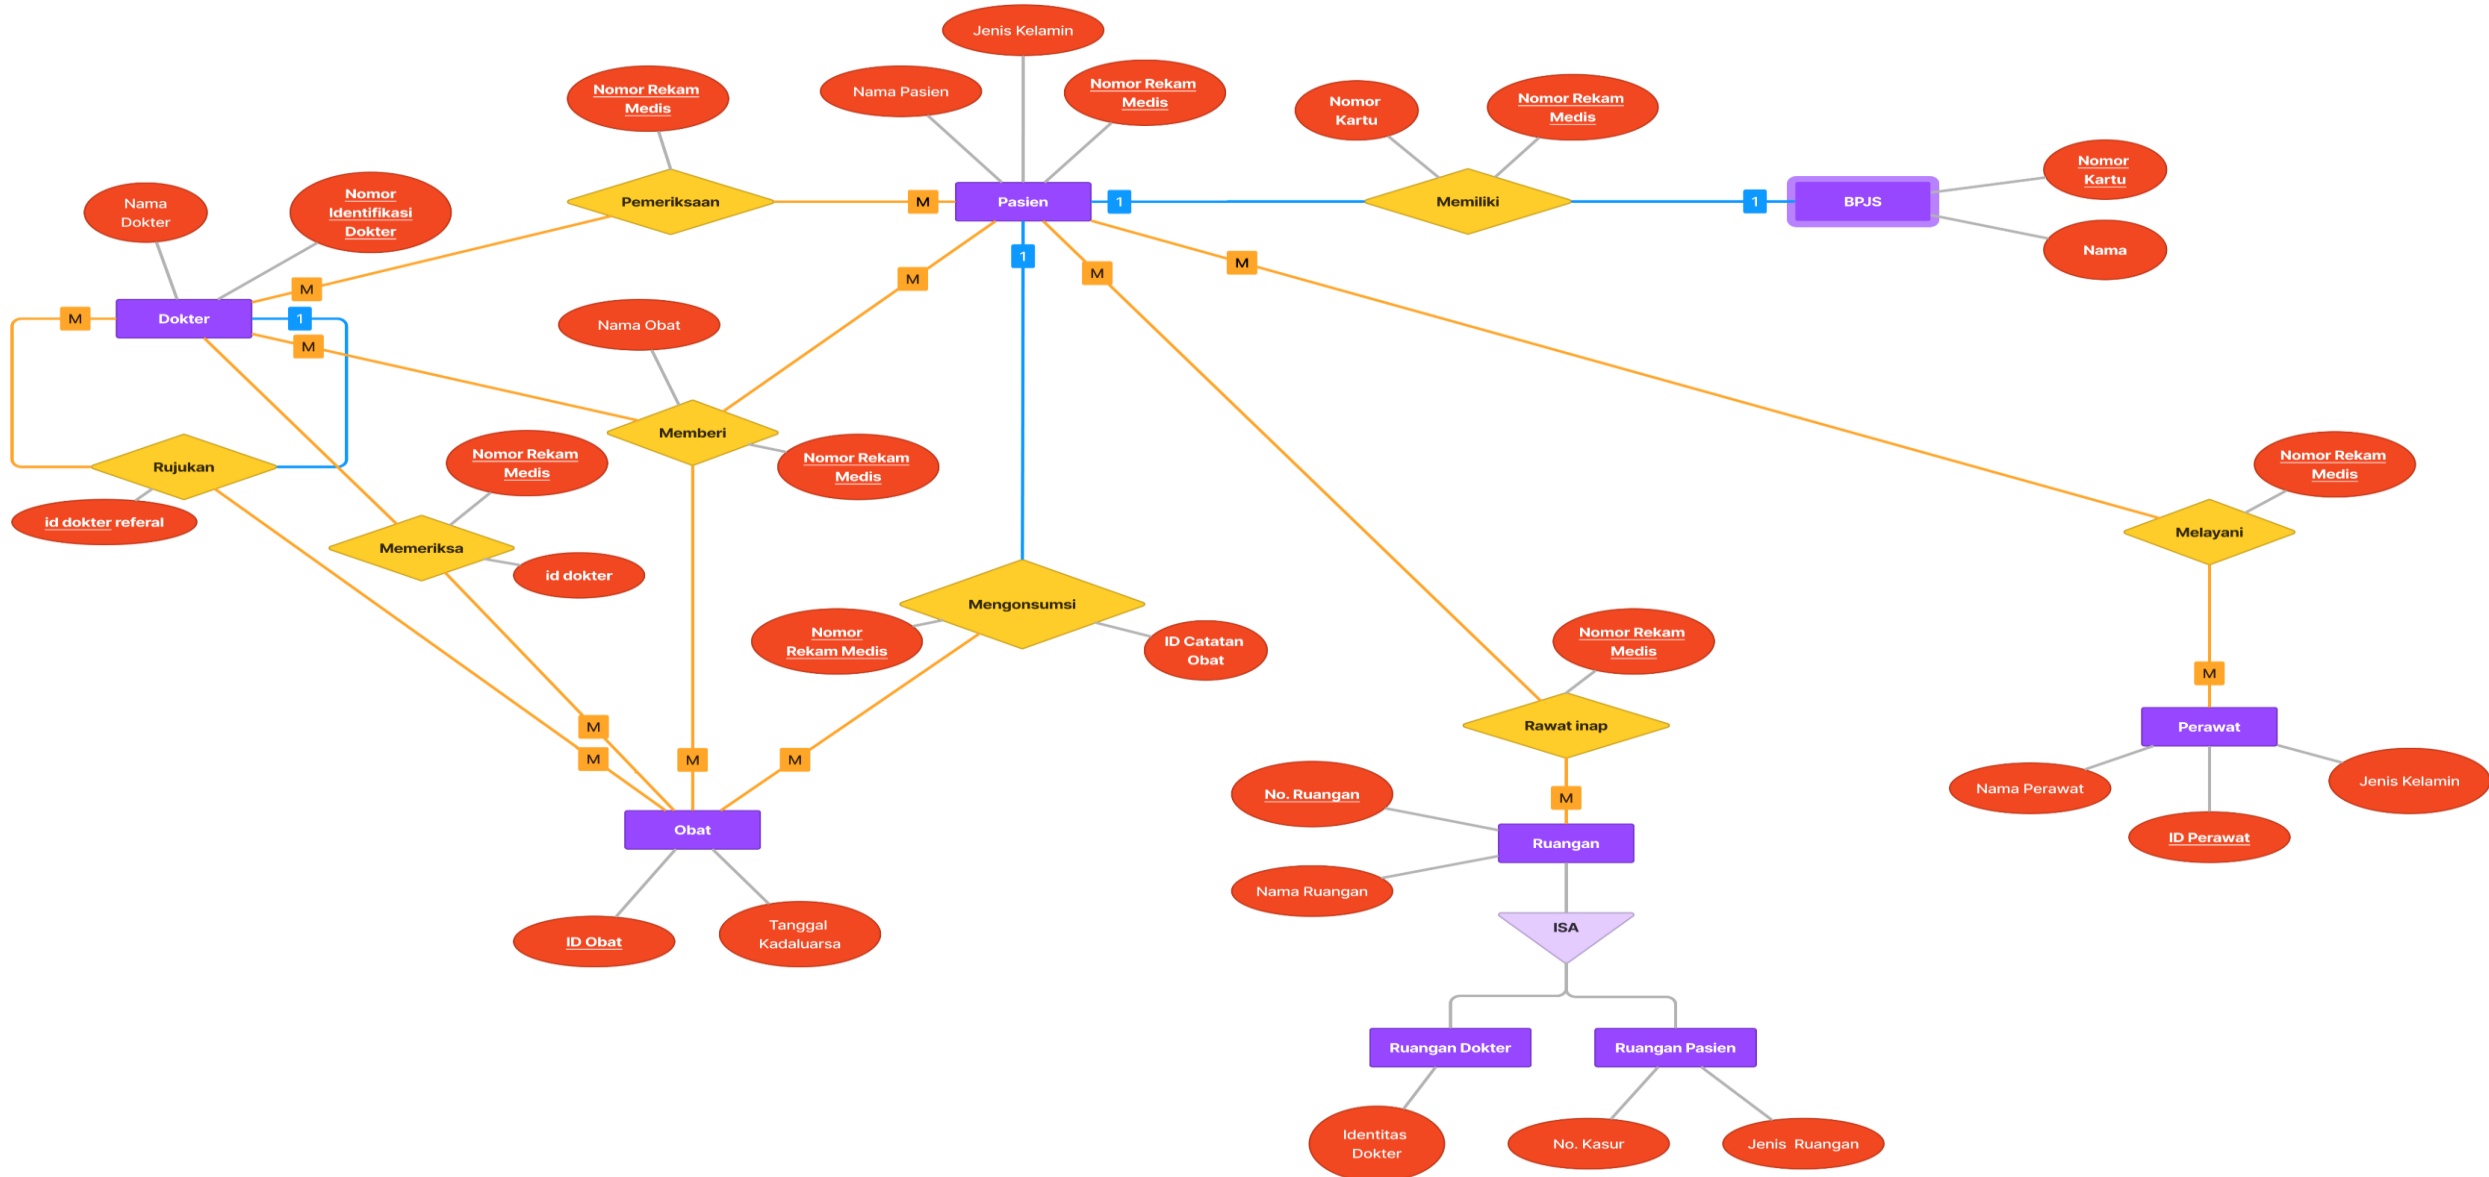 Jenis Kelamin
Nama Pasien
Nomor Rekam
Medis
Nomor Rekam
Medis
Nomor
Kartu
Nomor Rekam
Medis
Nomor
Kartu
Nama
Dokter
Nomor
Identifikasi
Dokter
Pemeriksaan
M
Pasien
1
Memiliki
1
BPJS
Nama
M
M
1
M
M
M
Dokter
1
M
M
Nama Obat
Memberi
Rujukan
Nomor Rekam
Medis
Nomor Rekam
Medis
Nomor Rekam
Medis
id dokter referal
Memeriksa
id dokter
Melayani
Mengonsumsi
Nomor
Rekam Medis
ID Catatan
Obat
Nomor Rekam
Medis
M
Rawat inap
Perawat
M
M
M
M
M
Nama Perawat
Jenis Kelamin
No. Ruangan
ID Perawat
Obat
Ruangan
Nama Ruangan
ID Obat
Tanggal
Kadaluarsa
ISA
Ruangan Dokter
Ruangan Pasien
Identitas
Dokter
No. Kasur
Jenis  Ruangan